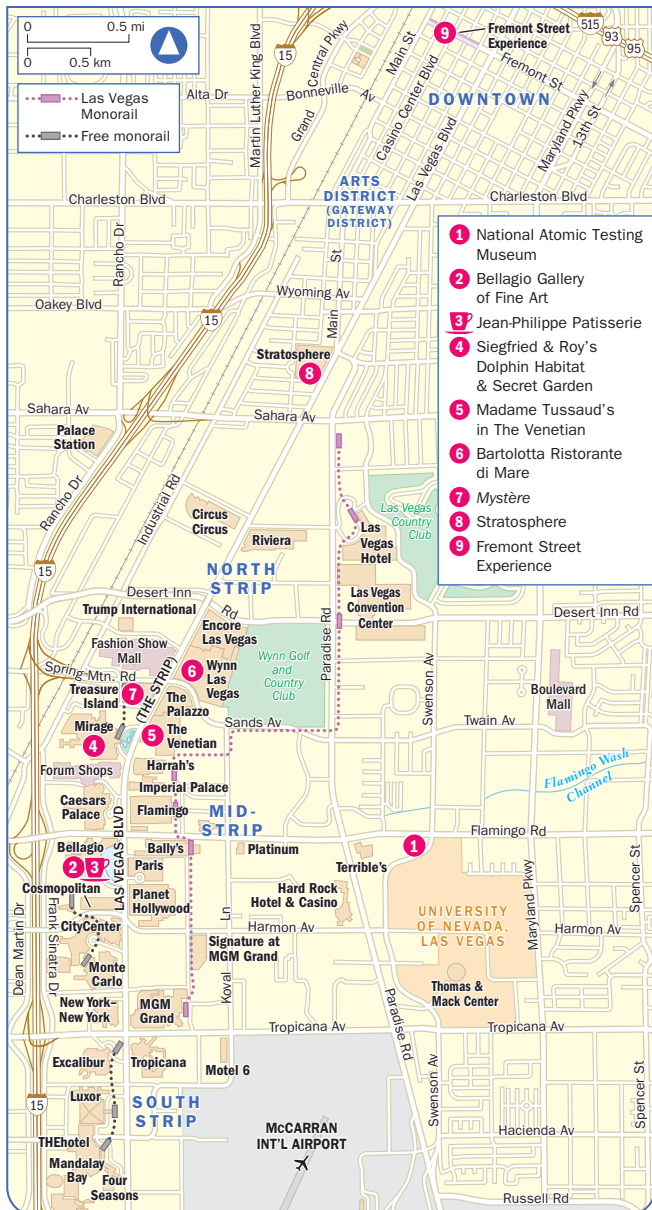 0 0.5 mi
0 0.5 km
Las Vegas
Monorail
Free monorail
9
Fremont Street
Experience
515
93
95
15
Martin Luther King Blvd
Grand Central Pkwy
Main St
Casino Center Blvd
Las Vegas Blvd
Fremont St
Maryland Pkwy
13th St
Alta Dr
Bonneville Av
DOWNTOWN
ARTS
DISTRICT
(GATEWAY
DISTRICT)
Charleston Blvd
Charleston Blvd
Rancho Dr
1 National Atomic Testing
Museum
2 Bellagio Gallery
of Fine Art
3 Jean-Philippe Patisserie
4 Siegfried & Roy's
Dolphin Habitat
& Secret Garden
5 Madame Tussaud's
in The Venetian
6 Bartolotta Ristorante
di Mare
7 Mystère
8 Stratosphere
9 Fremont Street
Experience
Oakey Blvd
Wyoming Av
15
Main St
Stratosphere
8
Sahara Av
Sahara Av
Palace
Station
Rancho Dr
Industrial Rd
Circus
Circus
Riviera
Las Vegas
Country
Club
Las
Vegas
Hotel
15
NORTH
STRIP
Desert Inn Rd
Desert Inn Rd
Trump International
Las Vegas
Convention
Center
Encore
Las Vegas
Paradise Rd
Fashion Show
Mall
Wynn Golf
and
Country
Club
Spring Mtn. Rd
6
Wynn
Las
Vegas
Swenson Av
Boulevard
Mall
Treasure
Island
7
(THE STRIP)
The
Palazzo
Sands Av
Twain Av
Mirage
4
5
The
Venetian
Forum Shops
Harrah's
Flamingo Wash
Channel
Imperial Palace
Caesars
Palace
Flamingo
MID-
STRIP
LAS VEGAS BLVD
Flamingo Rd
Bellagio
2
3
Bally's
Paris
Platinum
Terrible's
1
Maryland Pkwy
Spencer St
Cosmopolitan
Planet
Hollywood
Hard Rock
Hotel & Casino
UNIVERSITY
OF NEVADA,
LAS VEGAS
Dean Martin Dr
Frank Sinatra Dr
CityCenter
Koval Ln
Harmon Av
Harmon Av
Signature at
MGM Grand
Monte
Carlo
Thomas &
Mack Center
New York–
New York
MGM
Grand
Paradise Rd
Tropicana Av
Tropicana Av
Excalibur
Tropicana
Motel 6
Swenson Av
Spencer St
15
Luxor
SOUTH
STRIP
McCARRAN
INT'L AIRPORT
Hacienda Av
THEhotel
Mandalay
Bay
Four
Seasons
Russell Rd